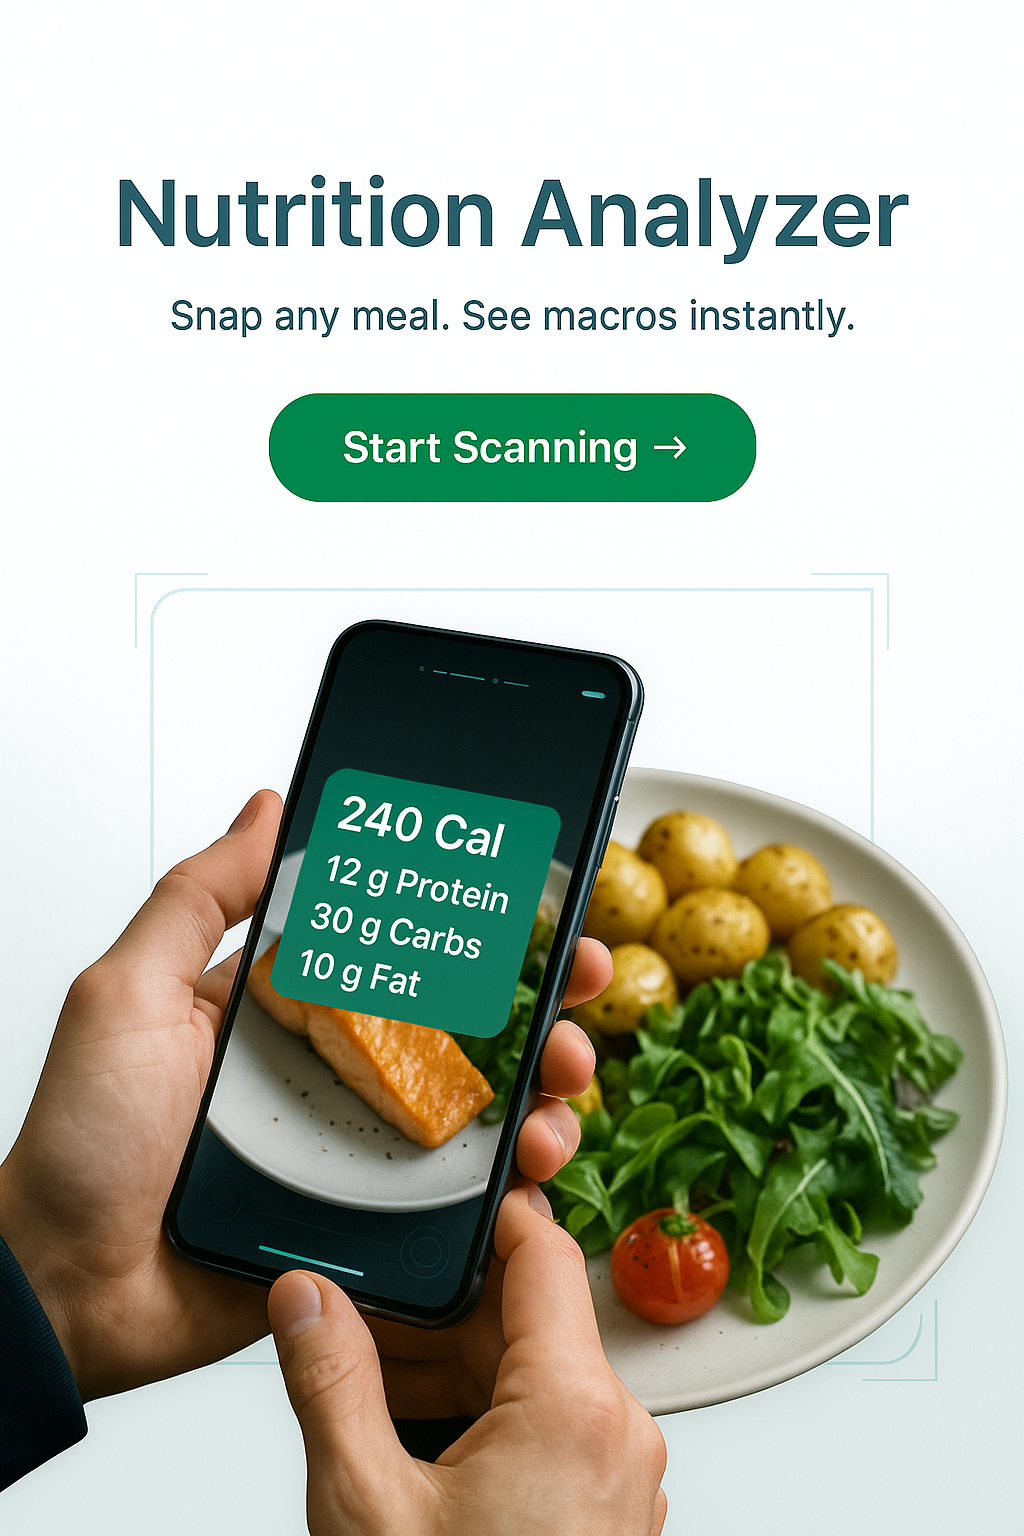 Nutrition Analyzer
Snap any meal. See macros instantly.
Start Scanning →
240 Cal
12 g Protein
30 g Carbs
10 g Fat